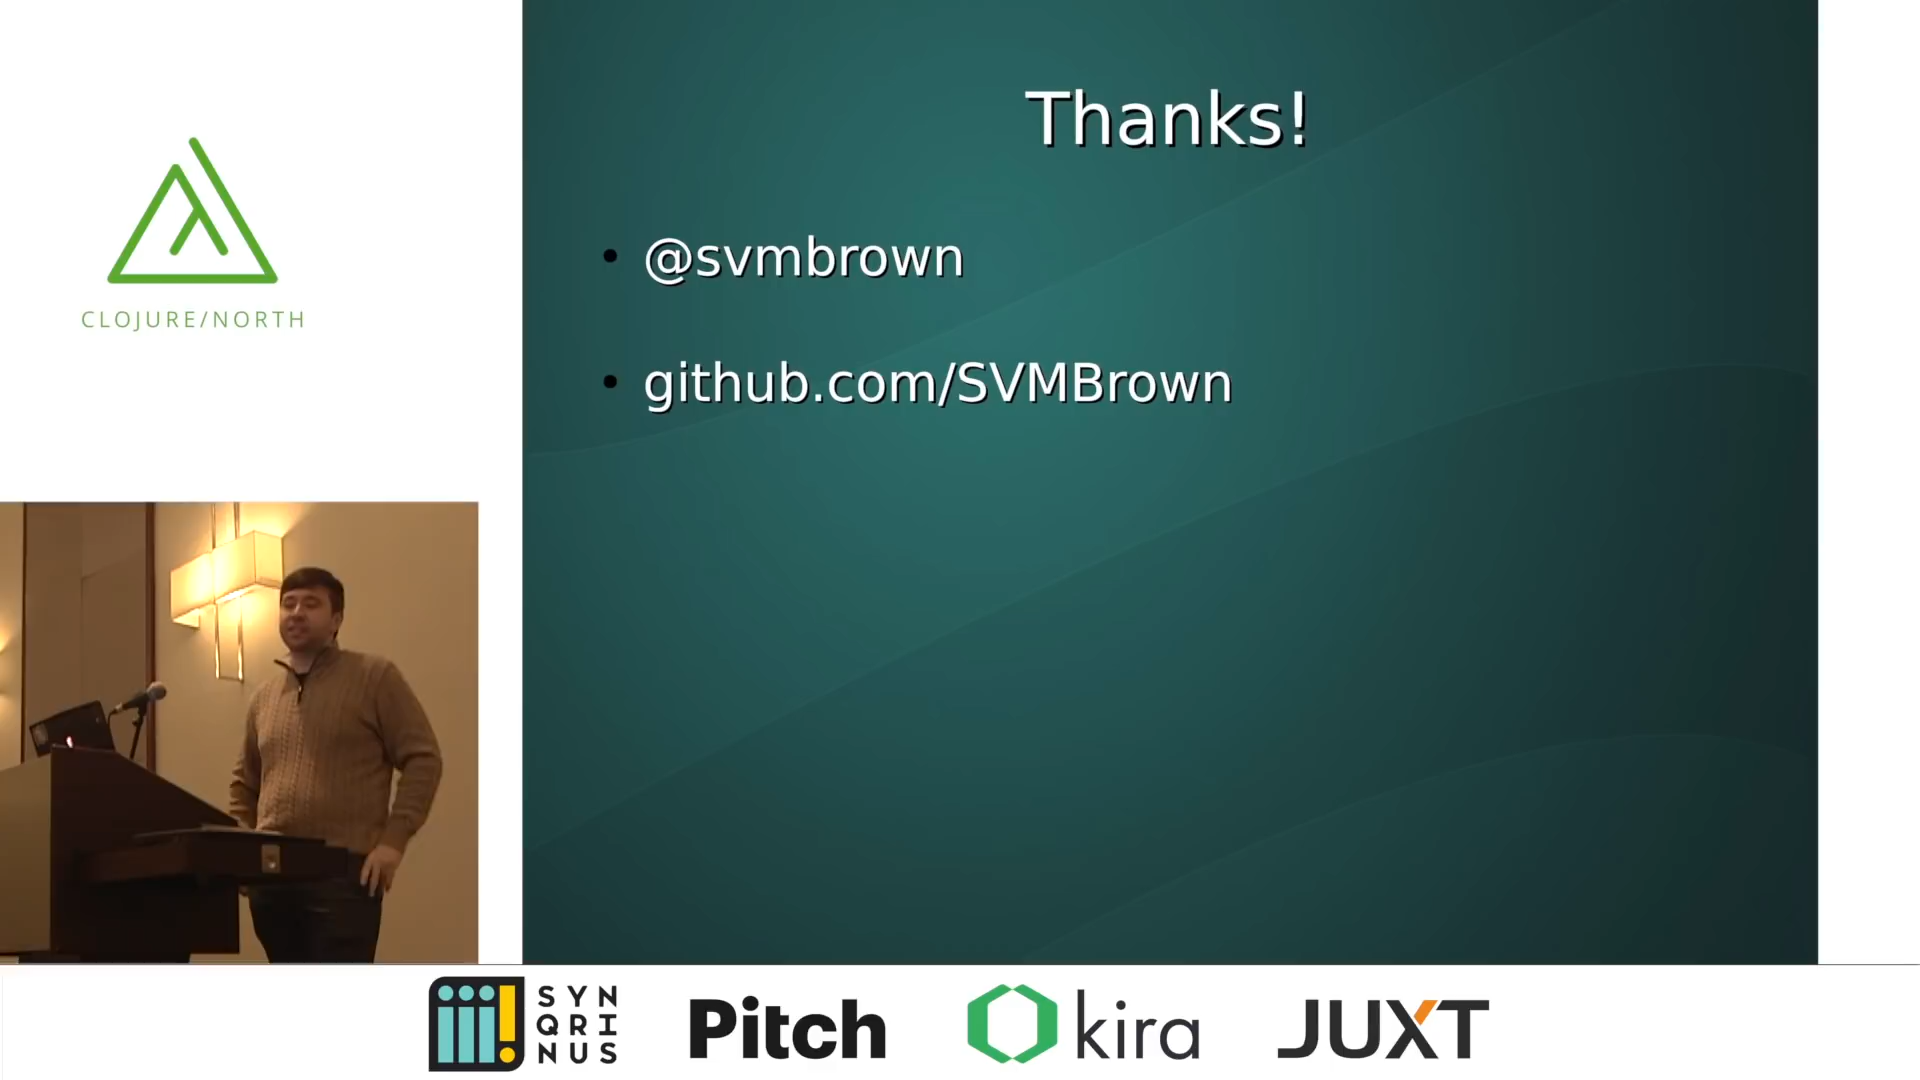 Thanks!
@svmbrown
github.com/SVMBrown
CLOJURE/NORTH
SYN
QRI
NUS
Pitch
kira
JUXT